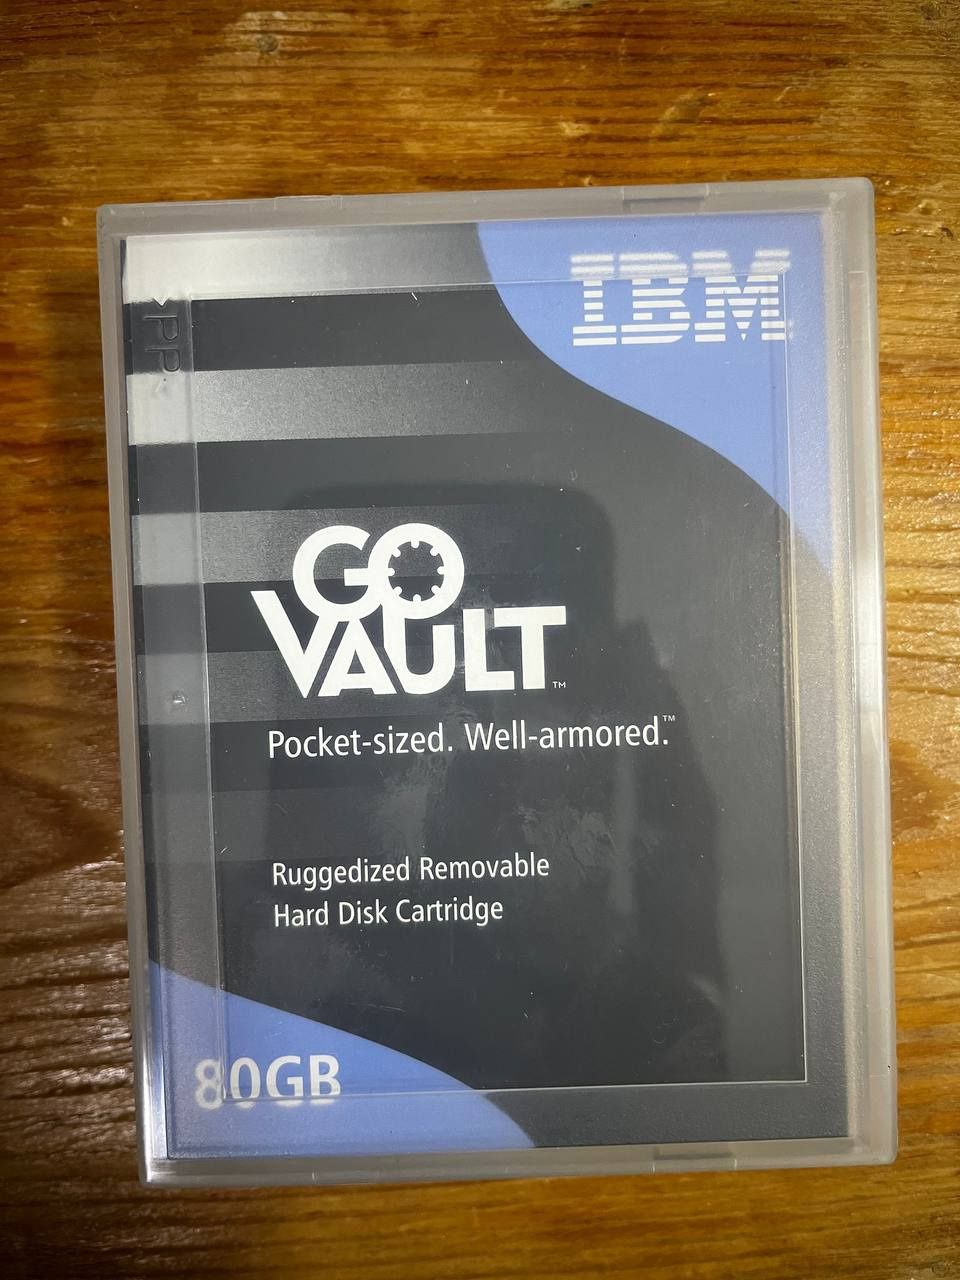 IBM
GO
VAULT™
Pocket-sized. Well-armored.™
Ruggedized Removable
Hard Disk Cartridge
80GB